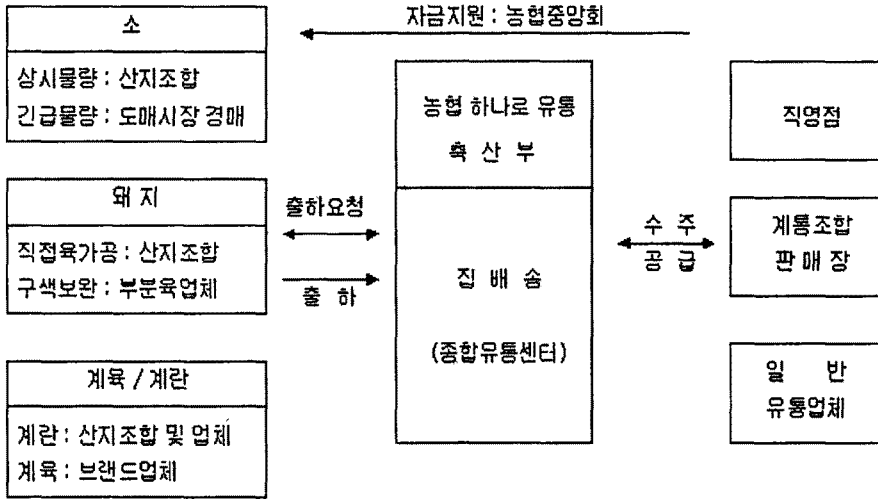 자금지원 : 농협중앙회
소
상시물량 : 산지조합
긴급물량 : 도매시장 경매
돼 지
직접육가공 : 산지조합
구색보완 : 부분육업체
계육 / 계란
계란 : 산지조합 및 업체
계육 : 브랜드업체
출하요청
출 하
농협 하나로 유통
축 산 부
집 배 송
(종합유통센터)
수 주
공 급
직영점
계통조합
판 매 장
일 반
유통업체